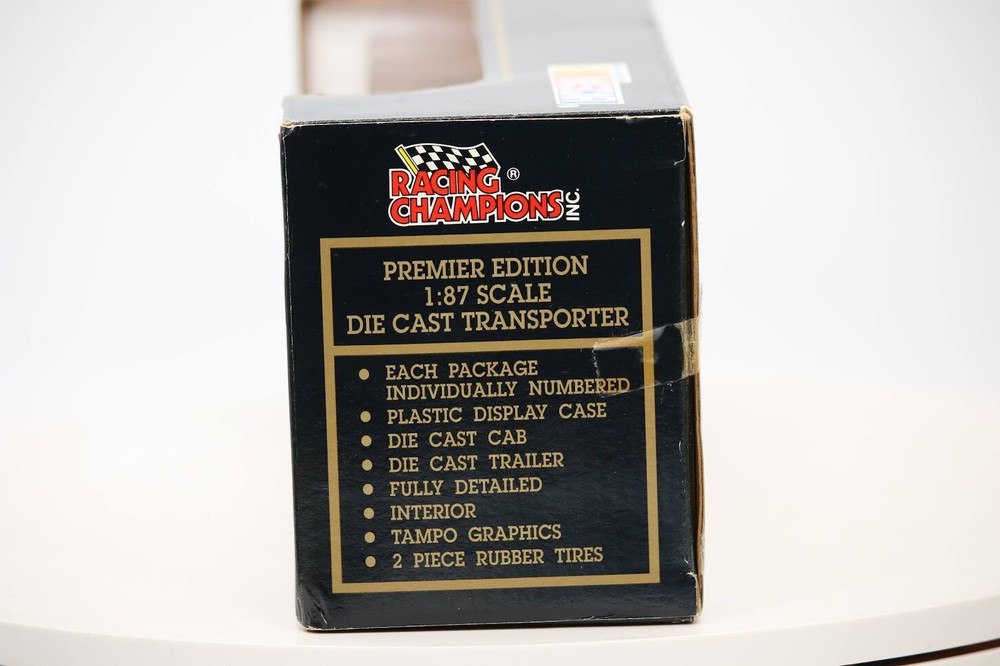 RACING ®
CHAMPIONS INC.
PREMIER EDITION
1:87 SCALE
DIE CAST TRANSPORTER
● EACH PACKAGE
INDIVIDUALLY NUMBERED
● PLASTIC DISPLAY CASE
● DIE CAST CAB
● DIE CAST TRAILER
● FULLY DETAILED
● INTERIOR
● TAMPO GRAPHICS
● 2 PIECE RUBBER TIRES